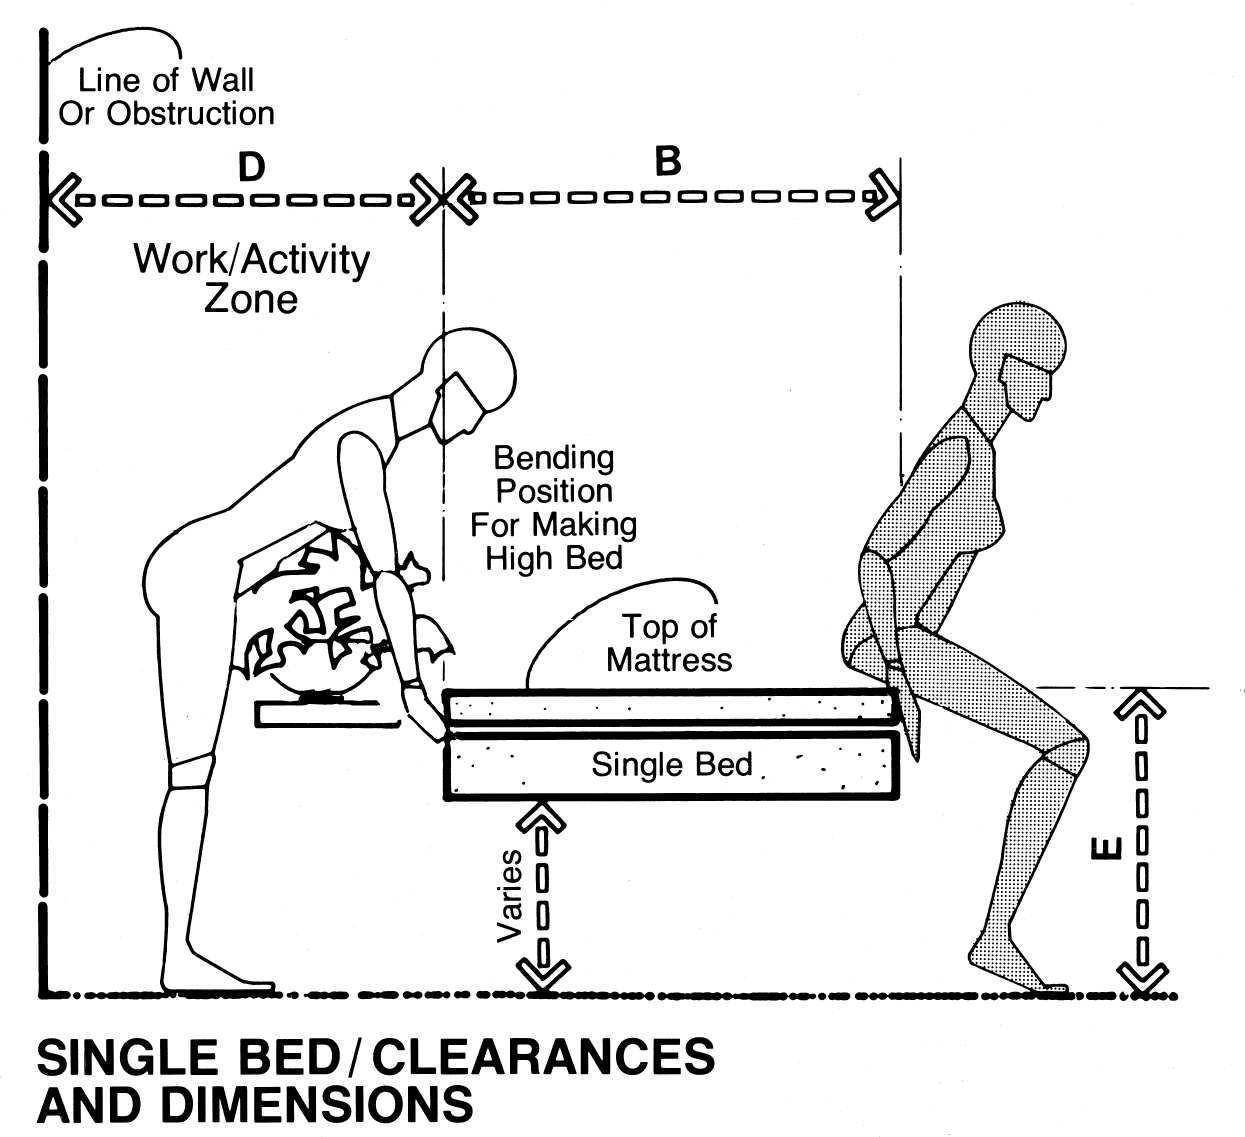 Line of Wall
Or Obstruction
D
B
Work/Activity
Zone
Bending
Position
For Making
High Bed
Top of
Mattress
Single Bed
Varies
E
SINGLE BED/CLEARANCES
AND DIMENSIONS